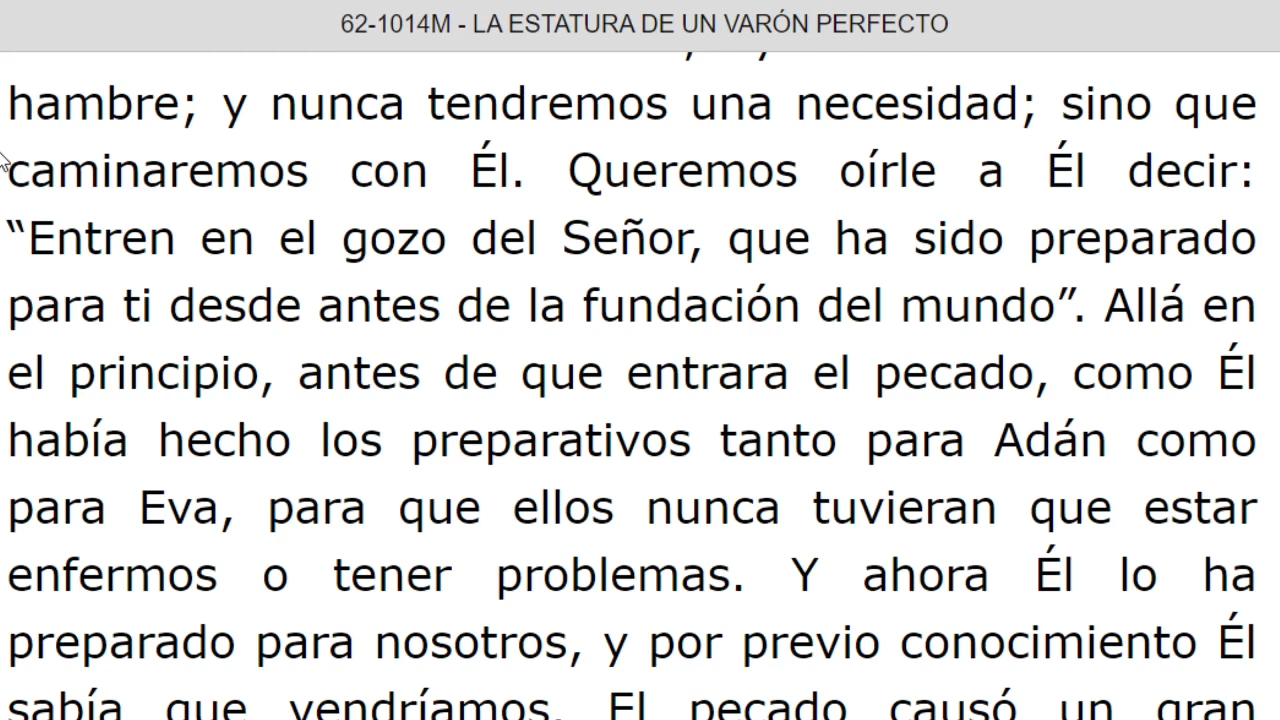 62-1014M - LA ESTATURA DE UN VARÓN PERFECTO
hambre; y nunca tendremos una necesidad; sino que
caminaremos con Él. Queremos oírle a Él decir:
“Entren en el gozo del Señor, que ha sido preparado
para ti desde antes de la fundación del mundo”. Allá en
el principio, antes de que entrara el pecado, como Él
había hecho los preparativos tanto para Adán como
para Eva, para que ellos nunca tuvieran que estar
enfermos o tener problemas. Y ahora Él lo ha
preparado para nosotros, y por previo conocimiento Él
sabía que vendríamos. El pecado causó un gran